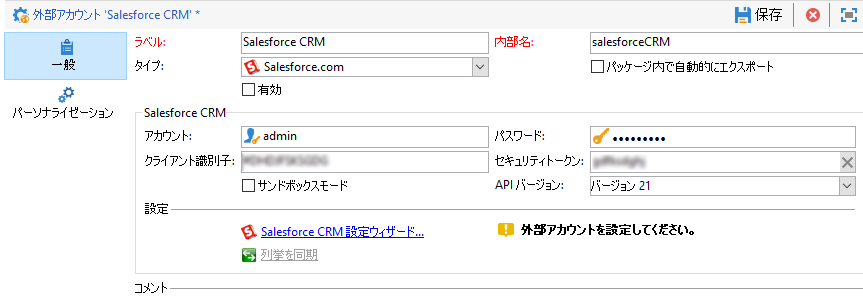 外部アカウント 'Salesforce CRM' *
保存
一般
パーソナライゼーション
ラベル: Salesforce CRM 内部名: salesforceCRM
タイプ: Salesforce.com パッケージ内で自動的にエクスポート
有効
Salesforce CRM
アカウント: admin パスワード: •••••••••
クライアント識別子: セキュリティトークン:
サンドボックスモード API バージョン: バージョン 21
設定
Salesforce CRM 設定ウィザード... 外部アカウントを設定してください。
列挙を同期
コメント